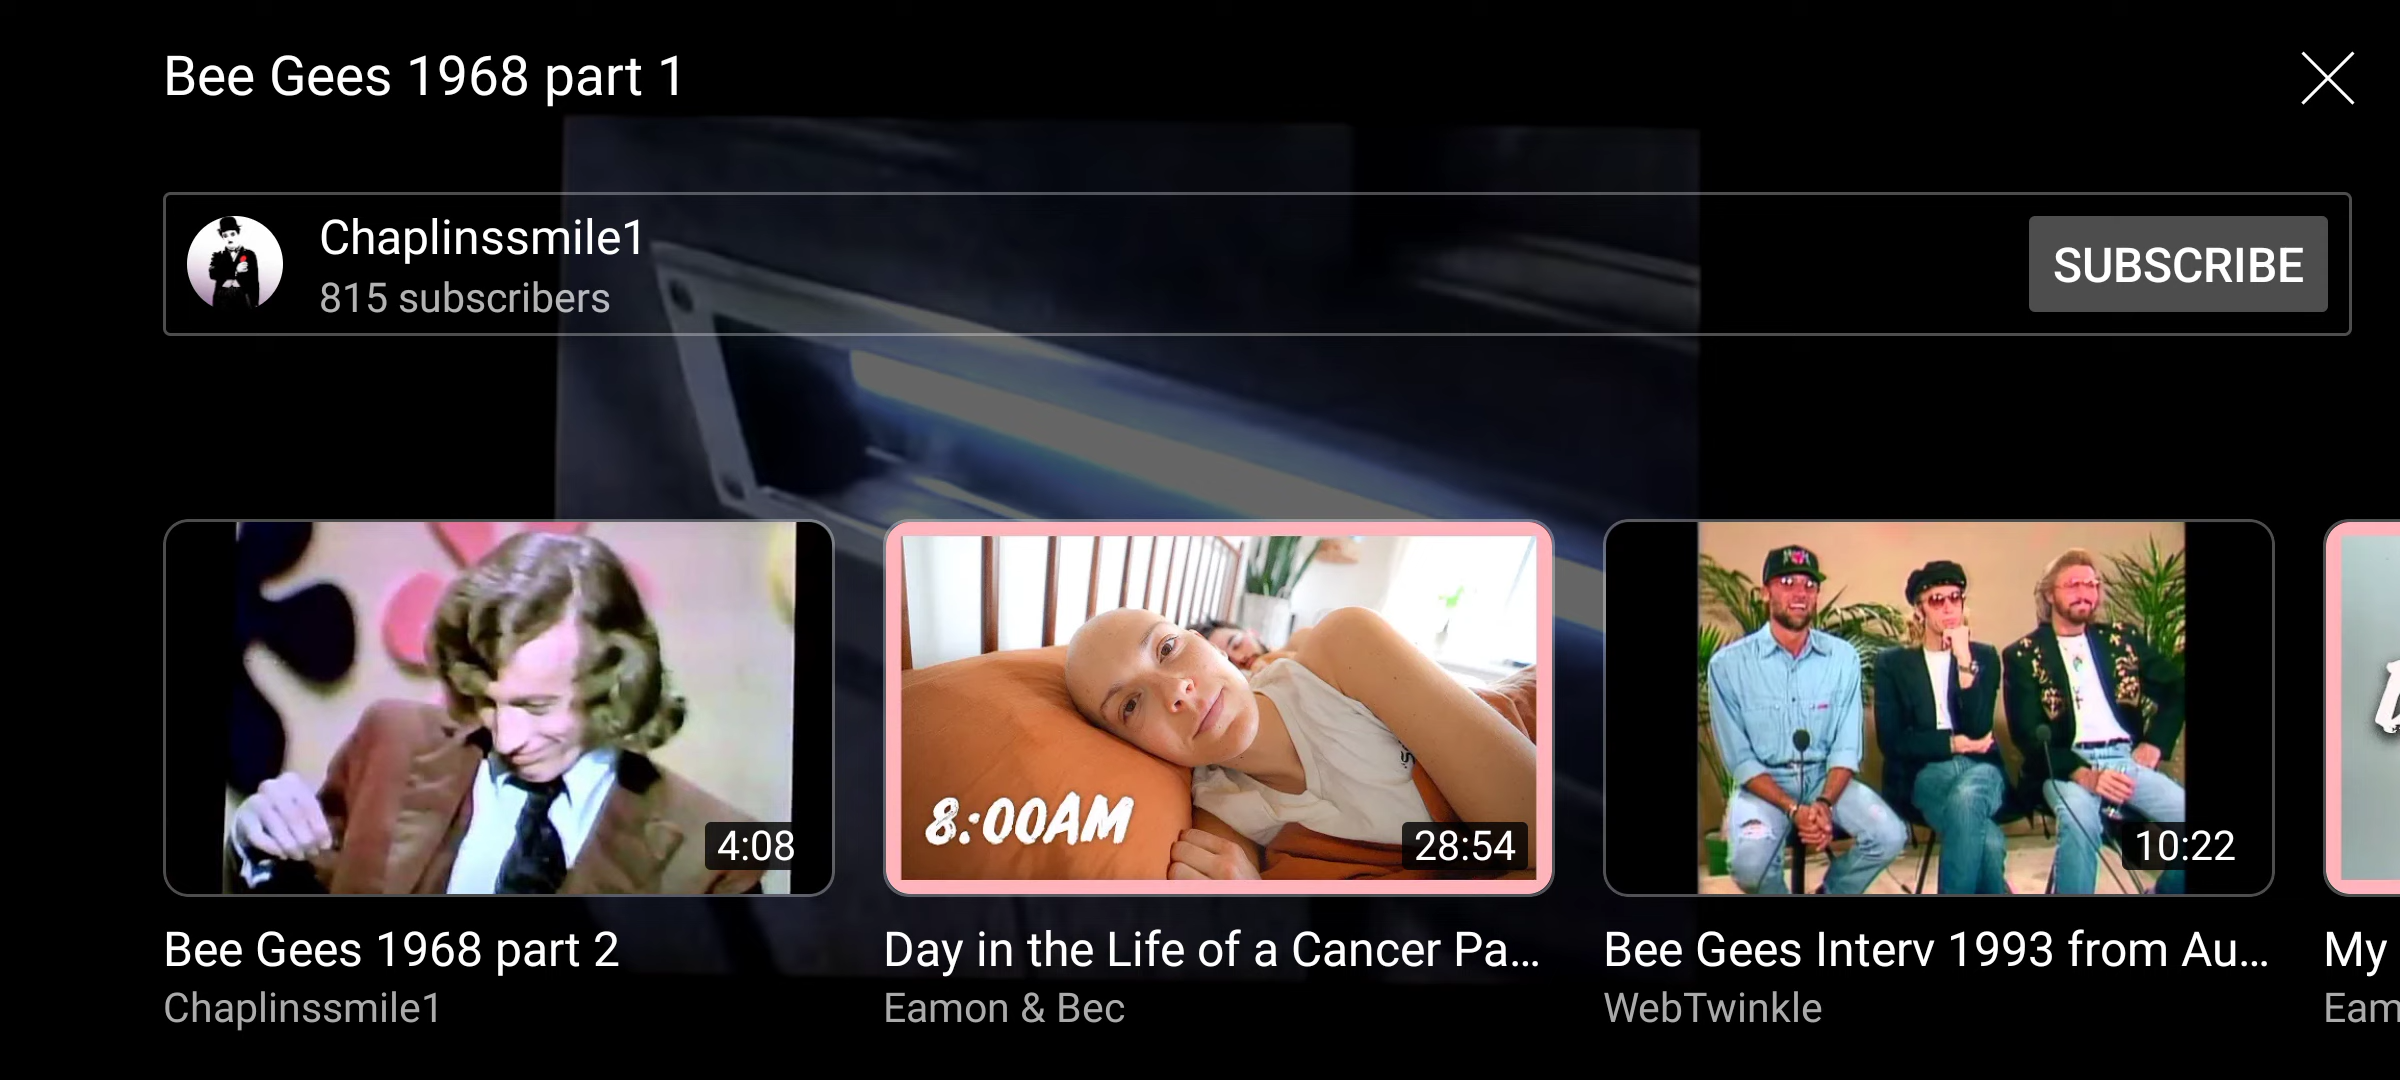 Bee Gees 1968 part 1
Chaplinssmile1
815 subscribers
SUBSCRIBE
4:08
8:00AM
28:54
10:22
Bee Gees 1968 part 2
Day in the Life of a Cancer Pa...
Bee Gees Interv 1993 from Au...
My
Chaplinssmile1
Eamon & Bec
WebTwinkle
Eam